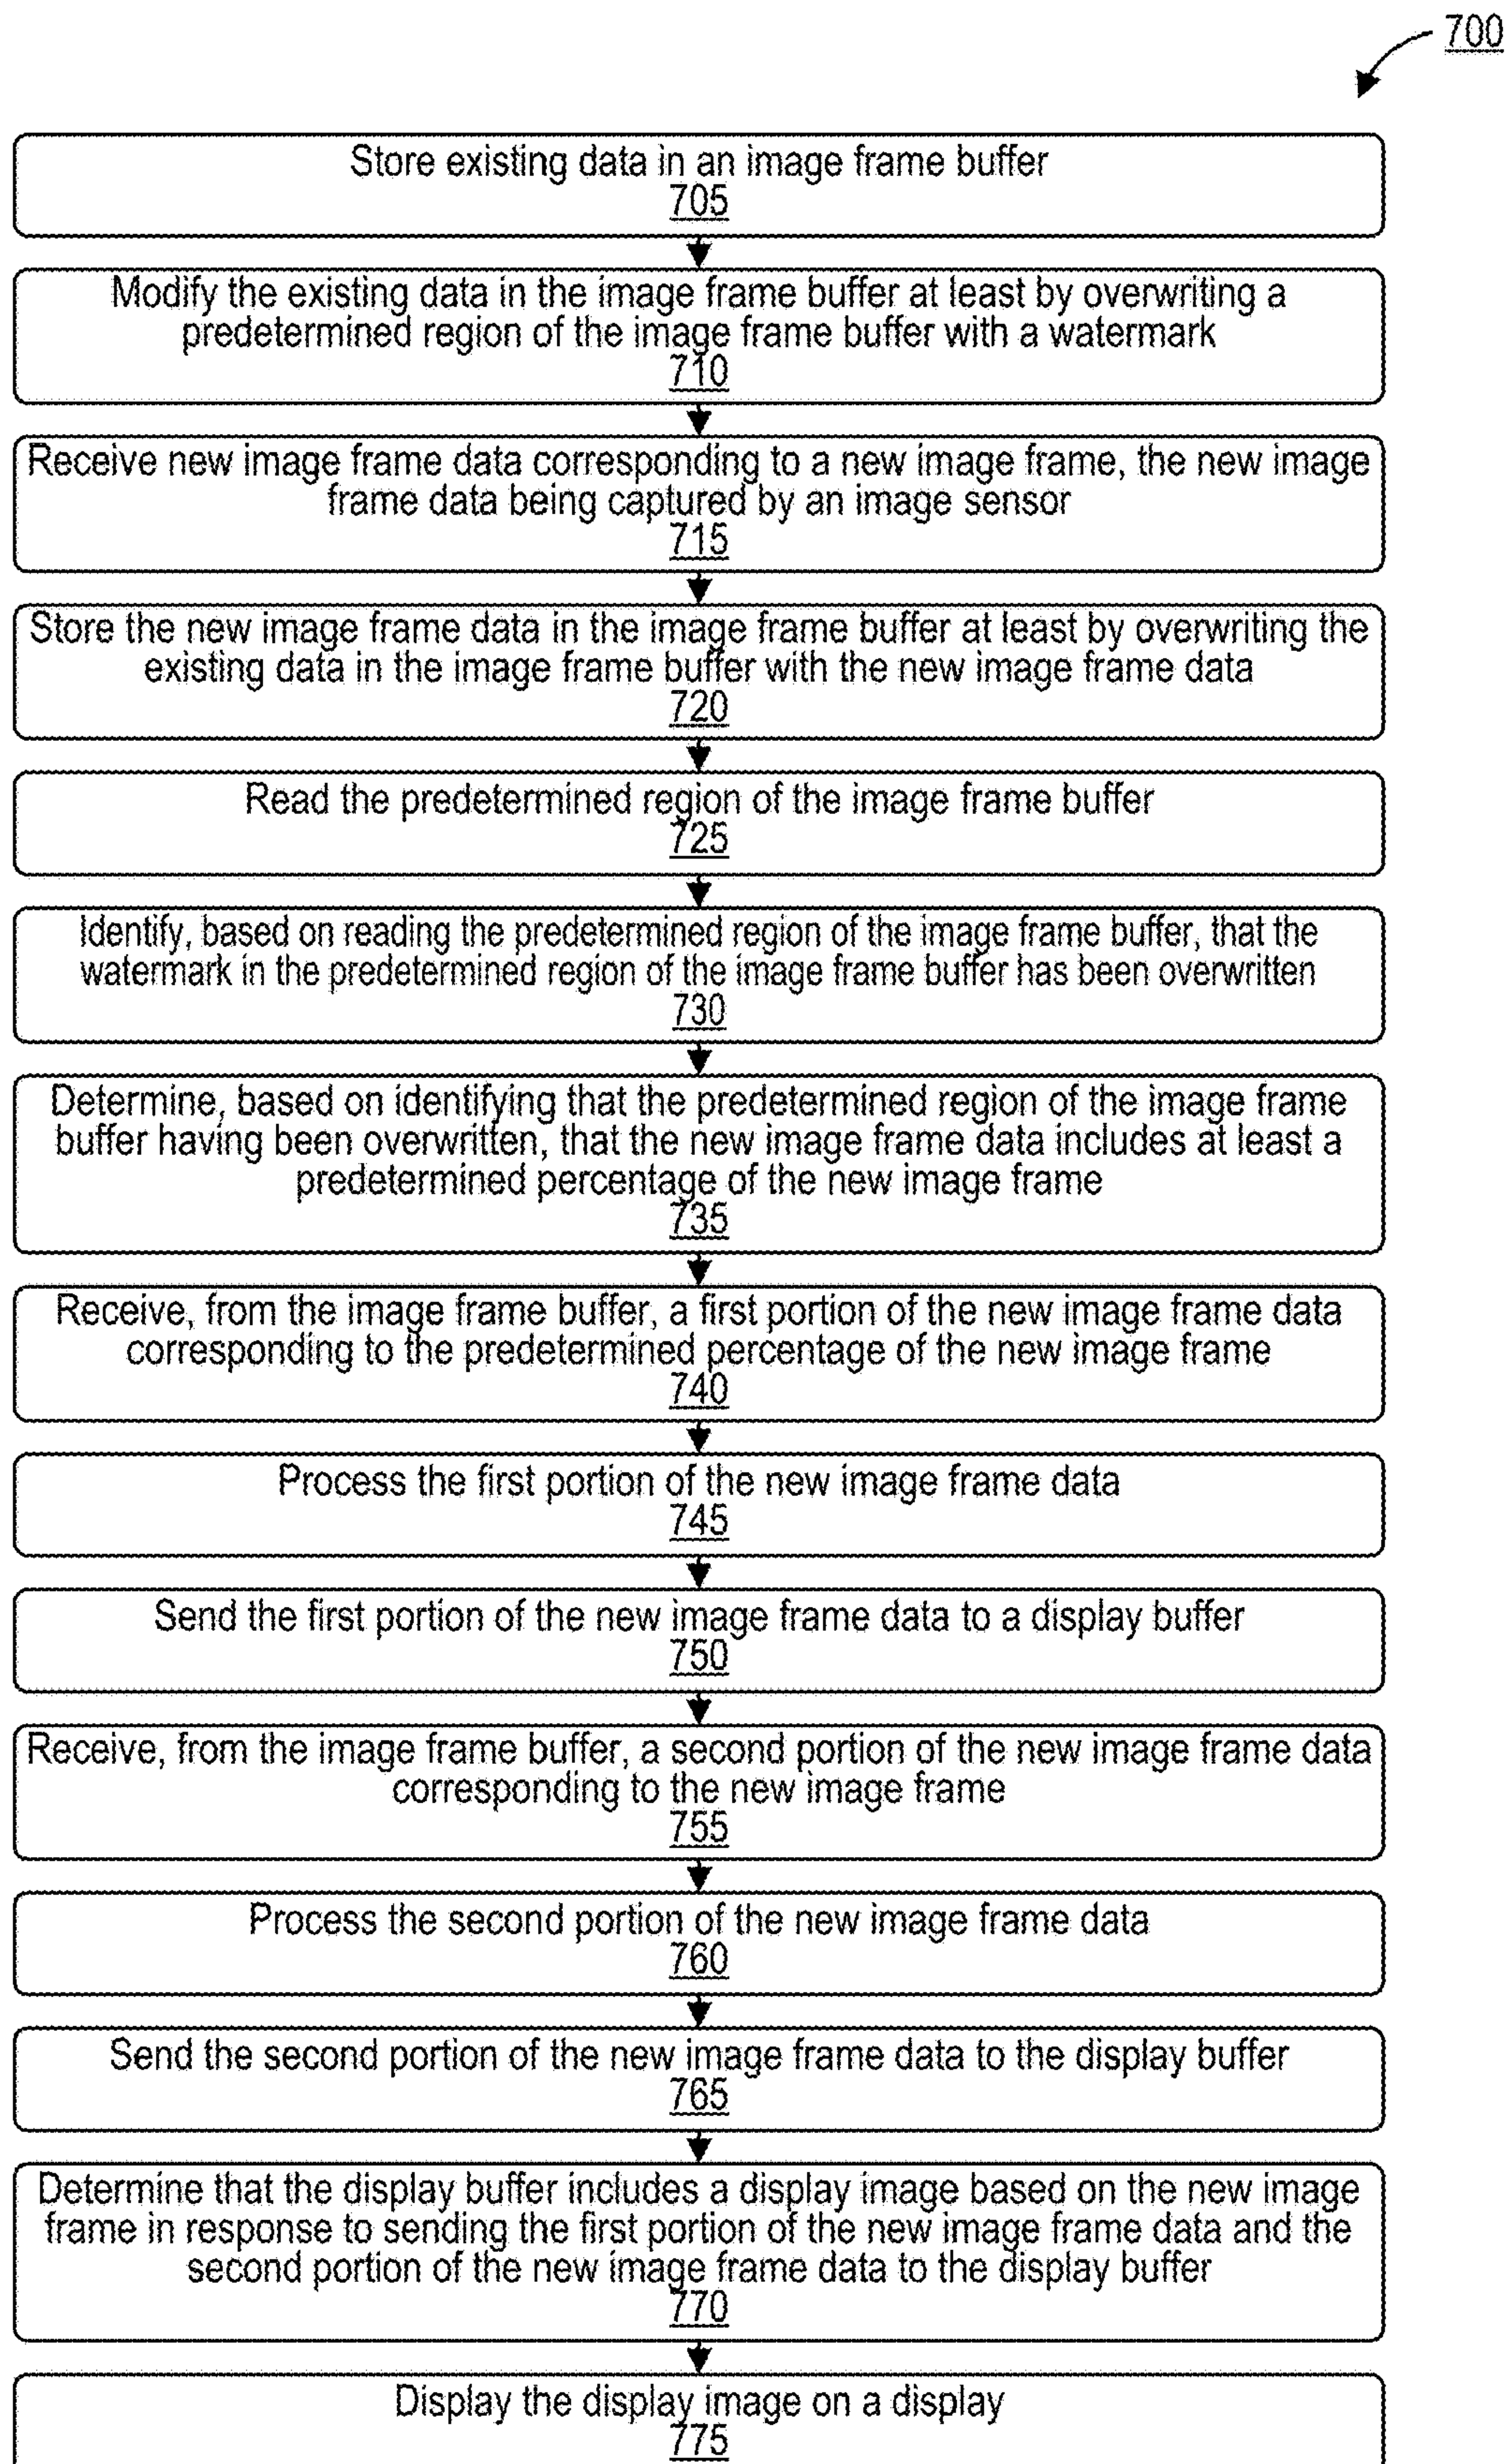 700
Store existing data in an image frame buffer
705
Modify the existing data in the image frame buffer at least by overwriting a
predetermined region of the image frame buffer with a watermark
710
Receive new image frame data corresponding to a new image frame, the new image
frame data being captured by an image sensor
715
Store the new image frame data in the image frame buffer at least by overwriting the
existing data in the image frame buffer with the new image frame data
720
Read the predetermined region of the image frame buffer
725
Identify, based on reading the predetermined region of the image frame buffer, that the
watermark in the predetermined region of the image frame buffer has been overwritten
730
Determine, based on identifying that the predetermined region of the image frame
buffer having been overwritten, that the new image frame data includes at least a
predetermined percentage of the new image frame
735
Receive, from the image frame buffer, a first portion of the new image frame data
corresponding to the predetermined percentage of the new image frame
740
Process the first portion of the new image frame data
745
Send the first portion of the new image frame data to a display buffer
750
Receive, from the image frame buffer, a second portion of the new image frame data
corresponding to the new image frame
755
Process the second portion of the new image frame data
760
Send the second portion of the new image frame data to the display buffer
765
Determine that the display buffer includes a display image based on the new image
frame in response to sending the first portion of the new image frame data and the
second portion of the new image frame data to the display buffer
770
Display the display image on a display
775